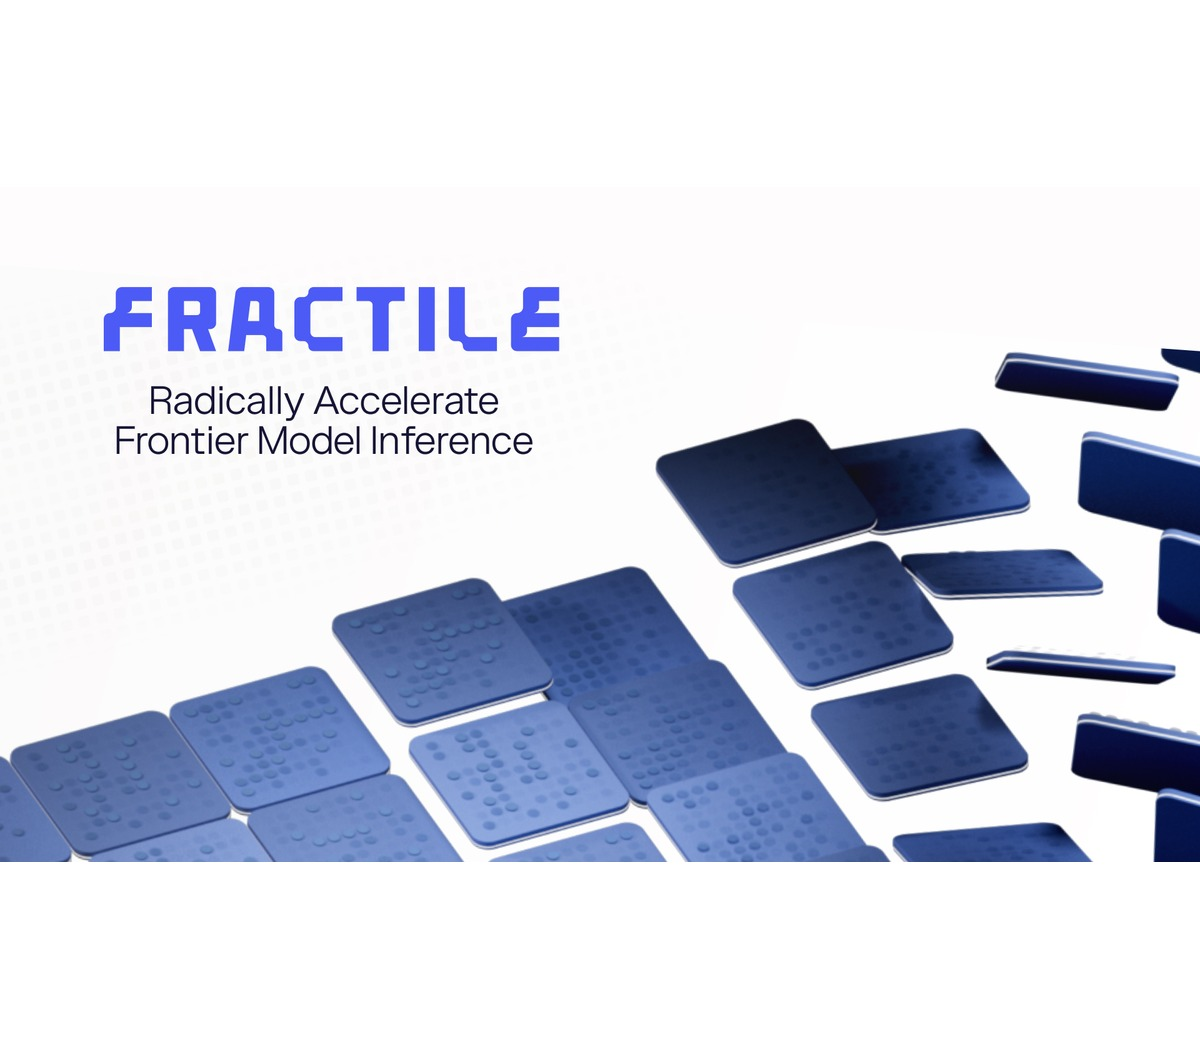 FRACTILE
Radically Accelerate
Frontier Model Inference